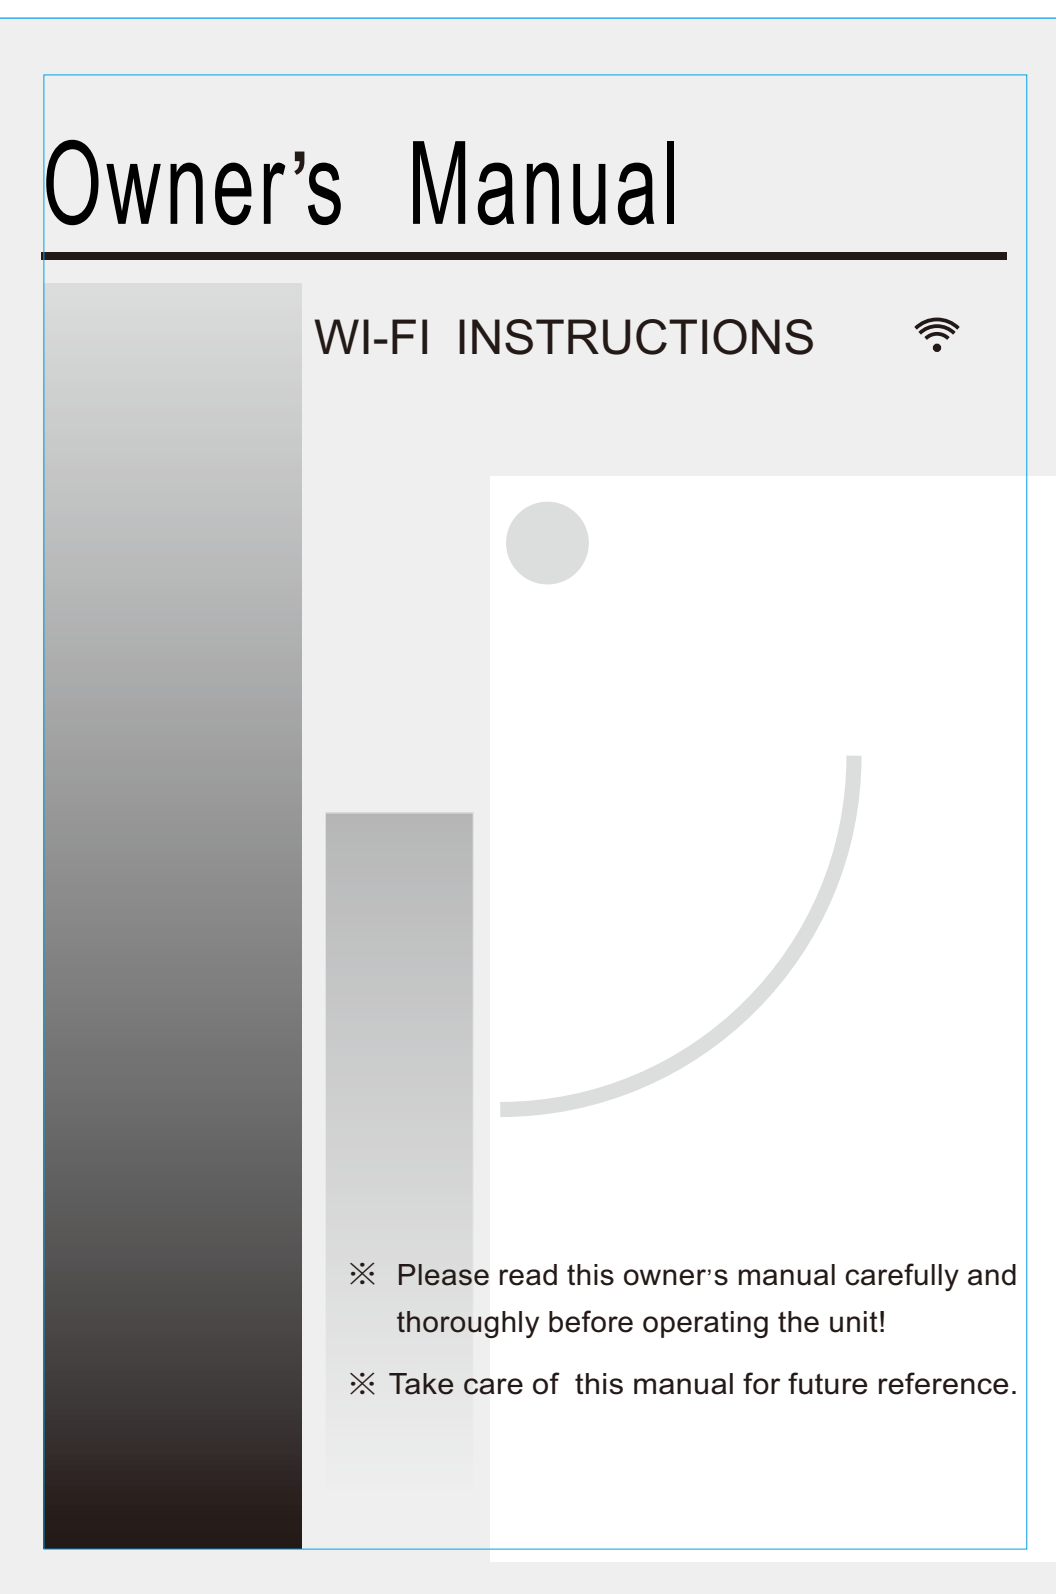 Owner's Manual
WI-FI INSTRUCTIONS
※ Please read this owner's manual carefully and
thoroughly before operating the unit!
※ Take care of this manual for future reference.